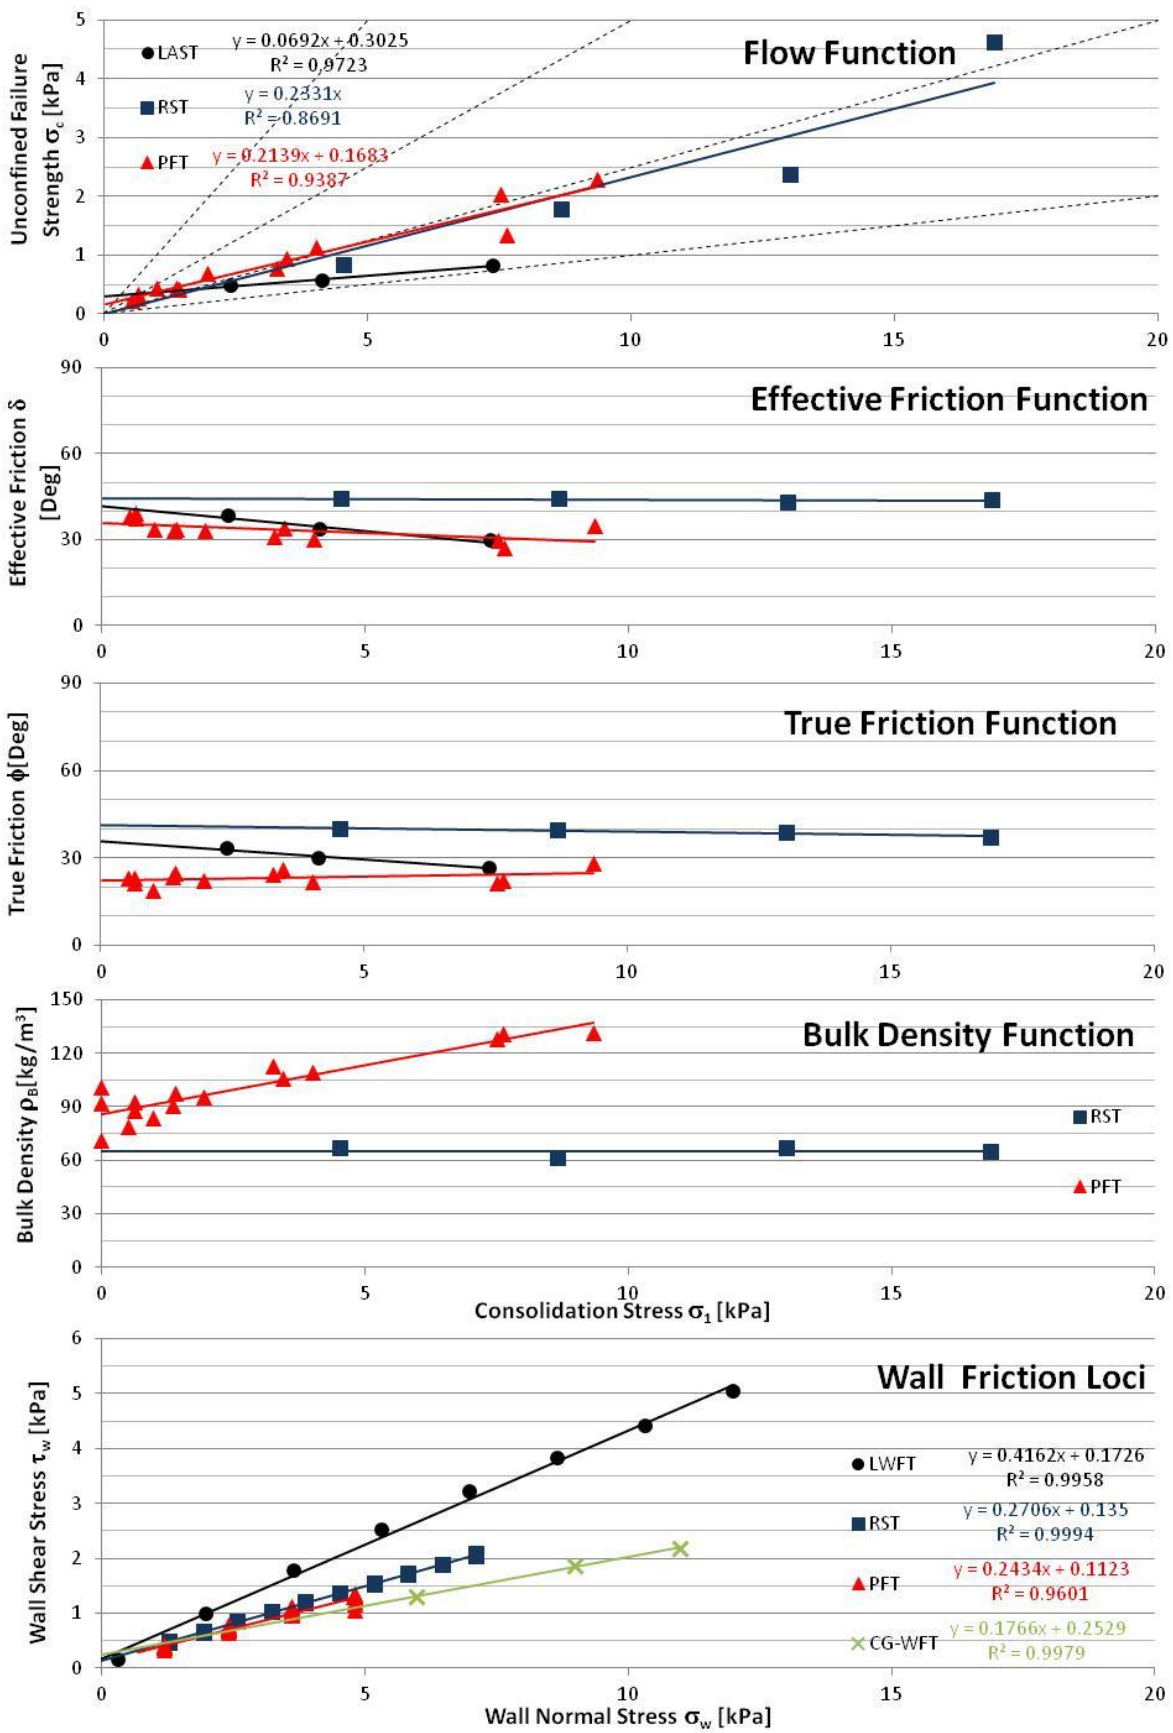 Flow Function
Unconfined Failure
Strength σc [kPa]
5
4
3
2
1
0
LAST
y = 0.0692x + 0.3025
R² = 0.9723
RST
y = 0.2331x
R² = 0.8691
PFT
y = 0.2139x + 0.1683
R² = 0.9387
0 5 10 15 20
Effective Friction Function
Effective Friction δ
[Deg]
90
60
30
0
0 5 10 15 20
True Friction Function
True Friction ϕ[Deg]
90
60
30
0
0 5 10 15 20
Bulk Density Function
Bulk Density ρB[kg/m³]
150
120
90
60
30
0
RST
PFT
0 5 10 15 20
Consolidation Stress σ1 [kPa]
Wall Friction Loci
Wall Shear Stress τw [kPa]
6
5
4
3
2
1
0
LWFT
y = 0.4162x + 0.1726
R² = 0.9958
RST
y = 0.2706x + 0.135
R² = 0.9994
PFT
y = 0.2434x + 0.1123
R² = 0.9601
CG-WFT
y = 0.1766x + 0.2529
R² = 0.9979
0 5 10 15 20
Wall Normal Stress σw [kPa]